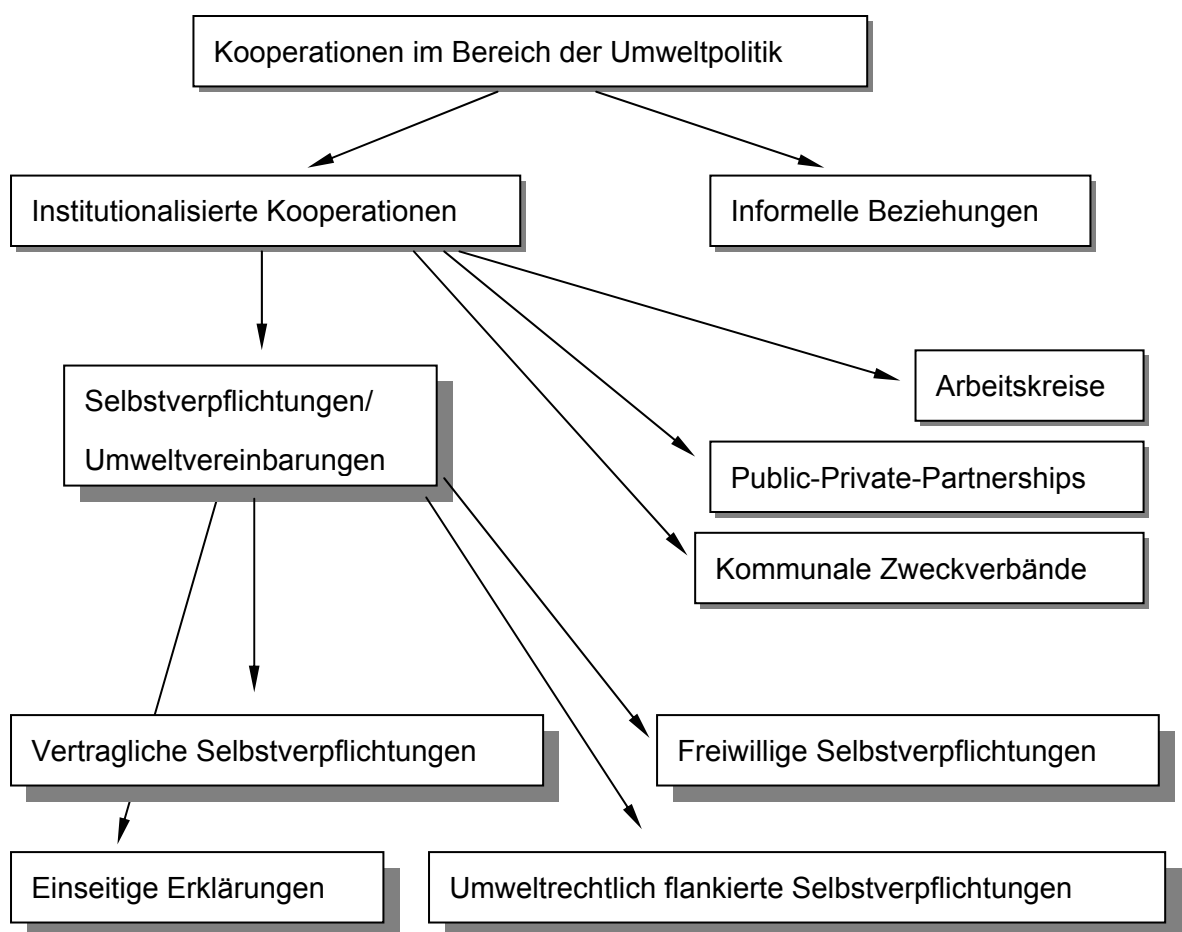 Kooperationen im Bereich der Umweltpolitik
Institutionalisierte Kooperationen
Informelle Beziehungen
Selbstverpflichtungen/
Umweltvereinbarungen
Arbeitskreise
Public-Private-Partnerships
Kommunale Zweckverbände
Vertragliche Selbstverpflichtungen
Freiwillige Selbstverpflichtungen
Einseitige Erklärungen
Umweltrechtlich flankierte Selbstverpflichtungen